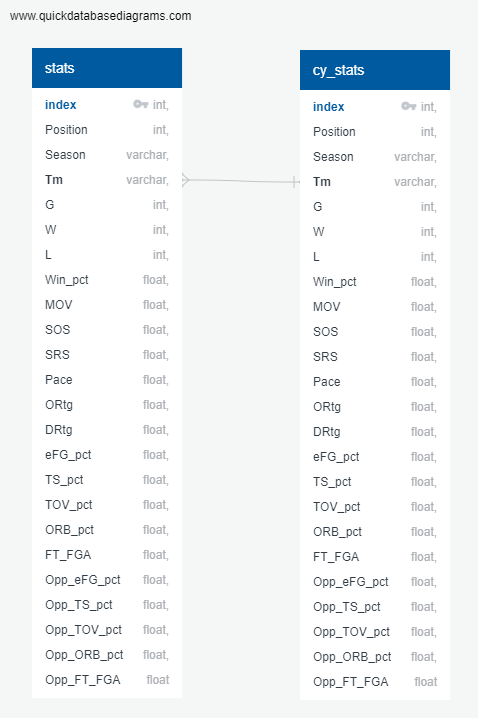 www.quickdatabasediagrams.com
stats
index int,
Position int,
Season varchar,
Tm varchar,
G int,
W int,
L int,
Win_pct float,
MOV float,
SOS float,
SRS float,
Pace float,
ORtg float,
DRtg float,
eFG_pct float,
TS_pct float,
TOV_pct float,
ORB_pct float,
FT_FGA float,
Opp_eFG_pct float,
Opp_TS_pct float,
Opp_TOV_pct float,
Opp_ORB_pct float,
Opp_FT_FGA float
cy_stats
index int,
Position int,
Season varchar,
Tm varchar,
G int,
W int,
L int,
Win_pct float,
MOV float,
SOS float,
SRS float,
Pace float,
ORtg float,
DRtg float,
eFG_pct float,
TS_pct float,
TOV_pct float,
ORB_pct float,
FT_FGA float,
Opp_eFG_pct float,
Opp_TS_pct float,
Opp_TOV_pct float,
Opp_ORB_pct float,
Opp_FT_FGA float